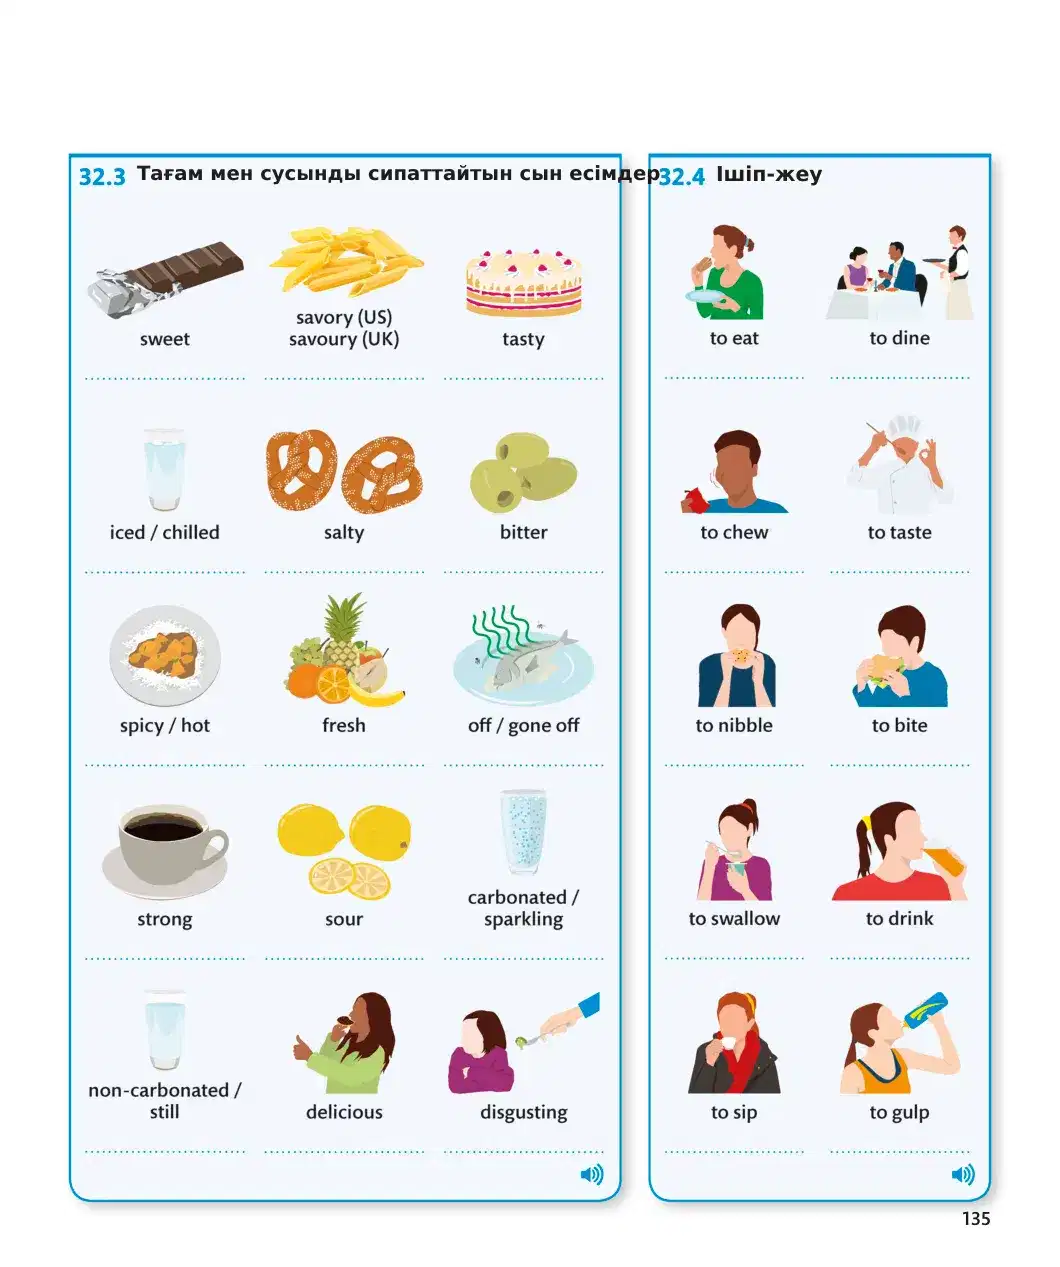 32.3 Тағам мен сусынды сипаттайтын сын есімдер
sweet
savory (US)
savoury (UK)
tasty
iced / chilled
salty
bitter
spicy / hot
fresh
off / gone off
strong
sour
carbonated /
sparkling
non-carbonated /
still
delicious
disgusting
32.4 Ішіп-жеу
to eat
to dine
to chew
to taste
to nibble
to bite
to swallow
to drink
to sip
to gulp
135